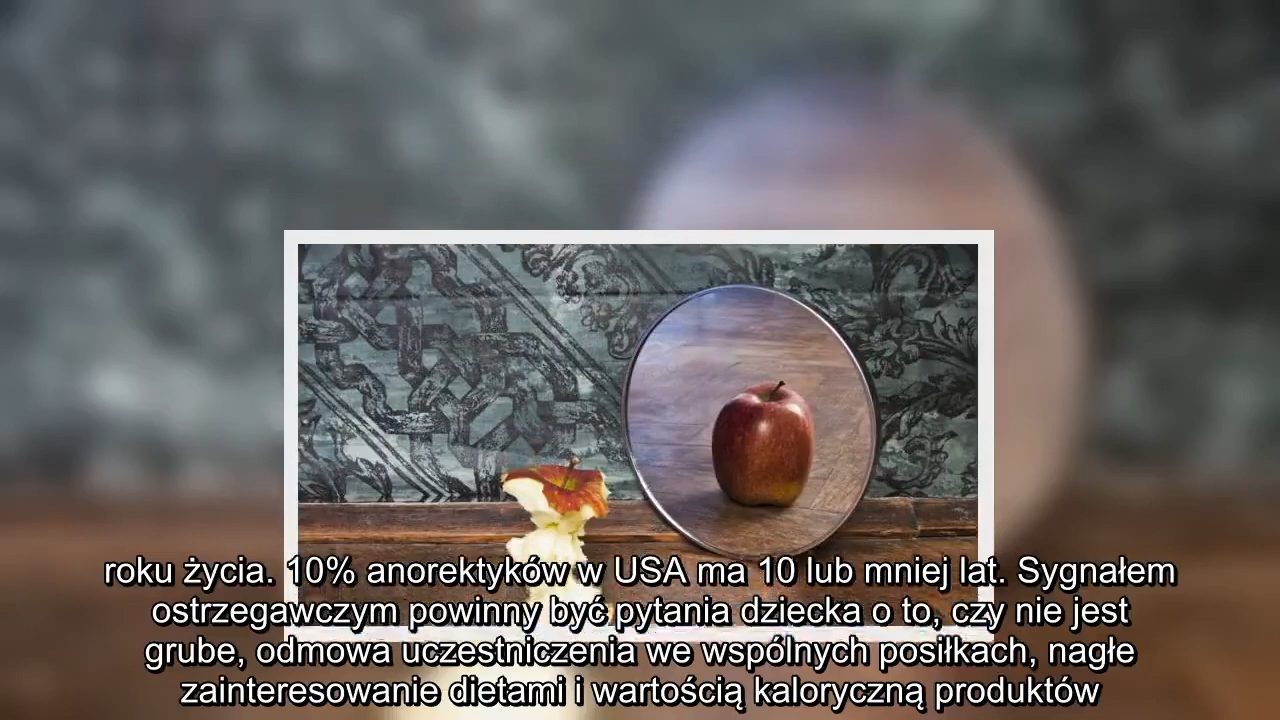 roku życia. 10% anorektyków w USA ma 10 lub mniej lat. Sygnałem
ostrzegawczym powinny być pytania dziecka o to, czy nie jest
grube, odmowa uczestniczenia we wspólnych posiłkach, nagłe
zainteresowanie dietami i wartością kaloryczną produktów